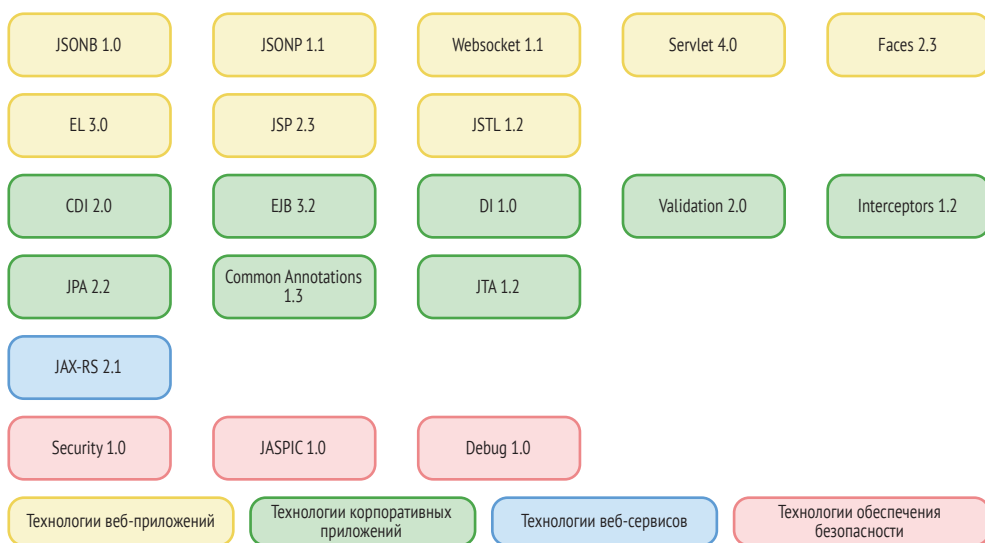 JSONB 1.0
JSONP 1.1
Websocket 1.1
Servlet 4.0
Faces 2.3
EL 3.0
JSP 2.3
JSTL 1.2
CDI 2.0
EJB 3.2
DI 1.0
Validation 2.0
Interceptors 1.2
JPA 2.2
Common Annotations
1.3
JTA 1.2
JAX-RS 2.1
Security 1.0
JASPIC 1.0
Debug 1.0
Технологии веб-приложений
Технологии корпоративных
приложений
Технологии веб-сервисов
Технологии обеспечения
безопасности